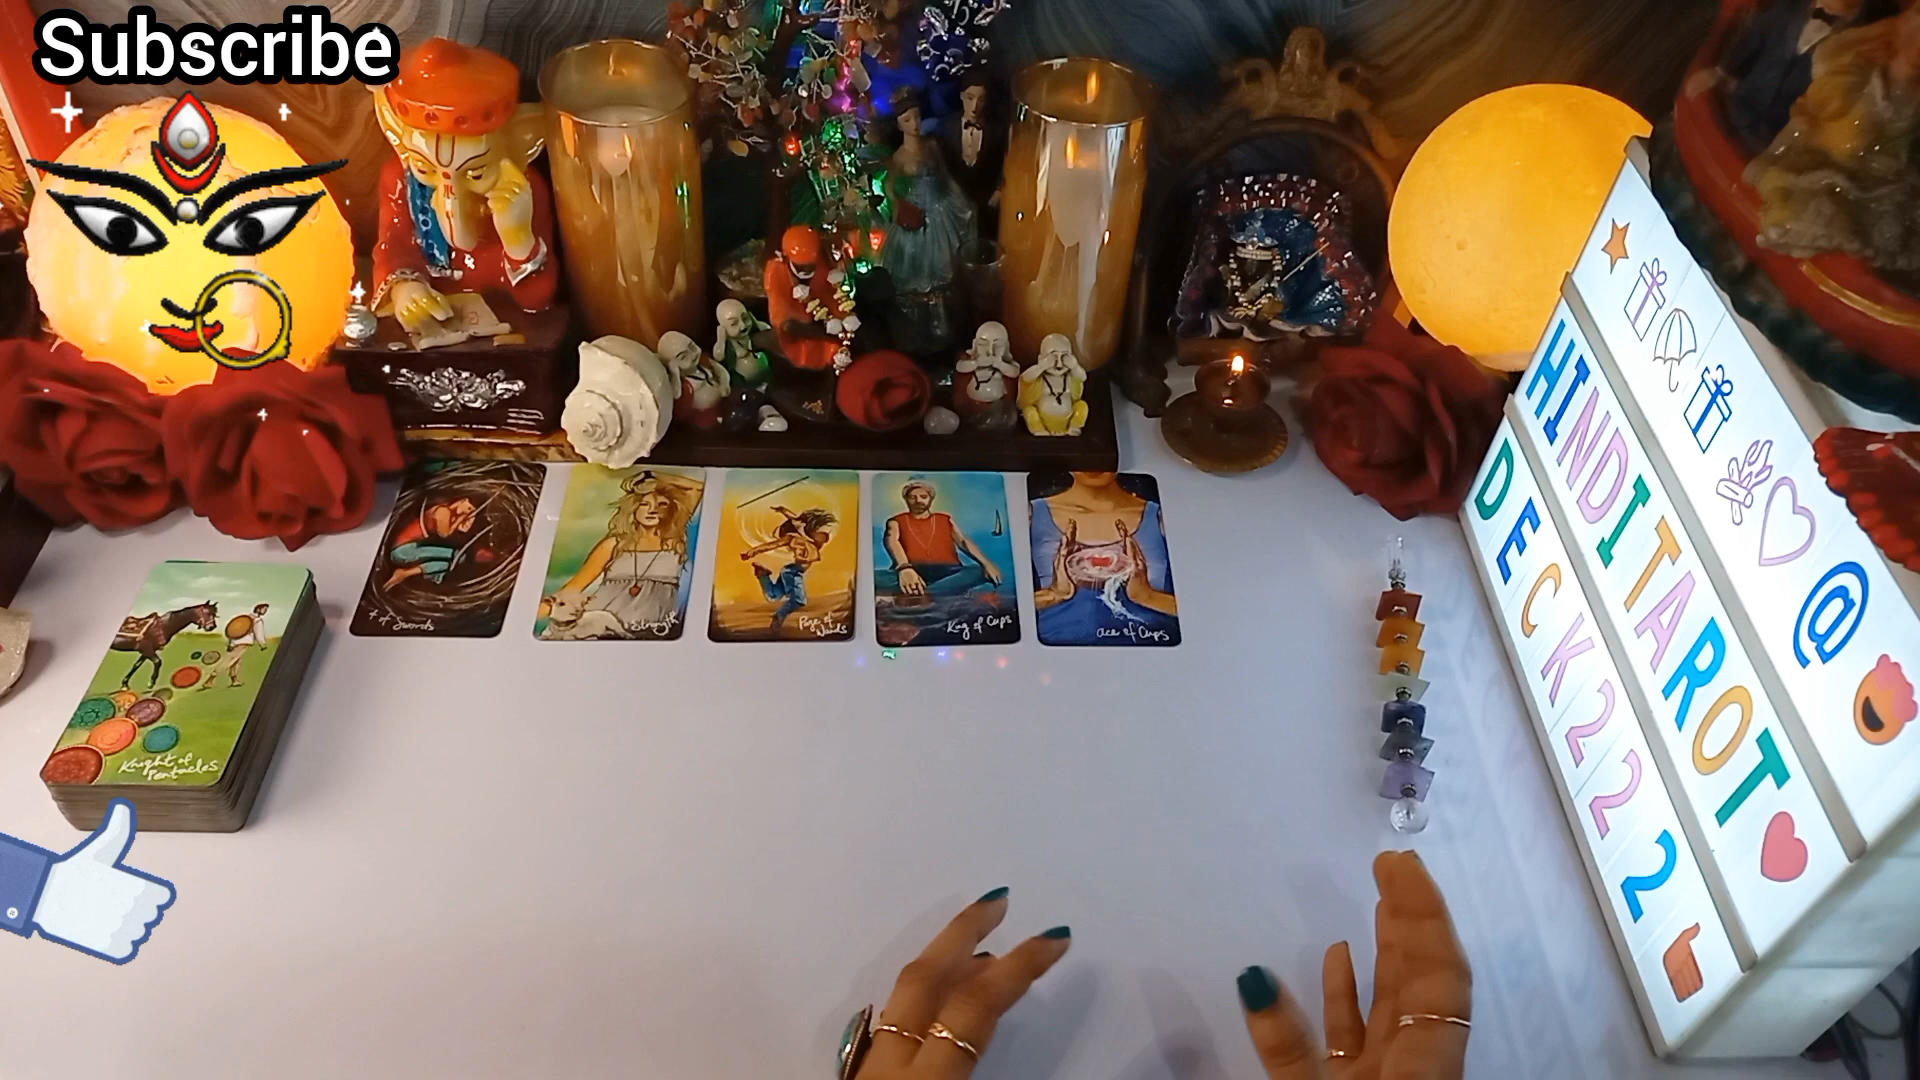 Subscribe
HINDITAROT
DECK222
@
Knight of
Pentacles
7 of Swords
Strength
Page of
Wands
King of Cups
ace of Cups